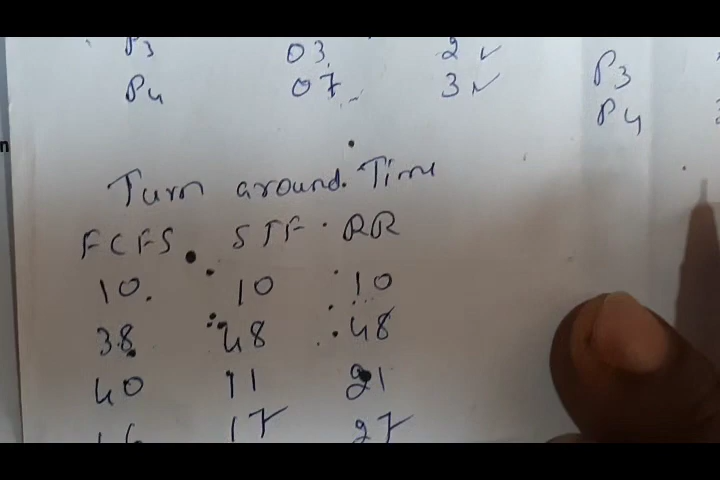 P3 03 2 ✓ P3
P4 07 3 ✓ P4
Turn around Time
FCFS SJF RR
10 10 10
38 48 48
40 11 21
17 27